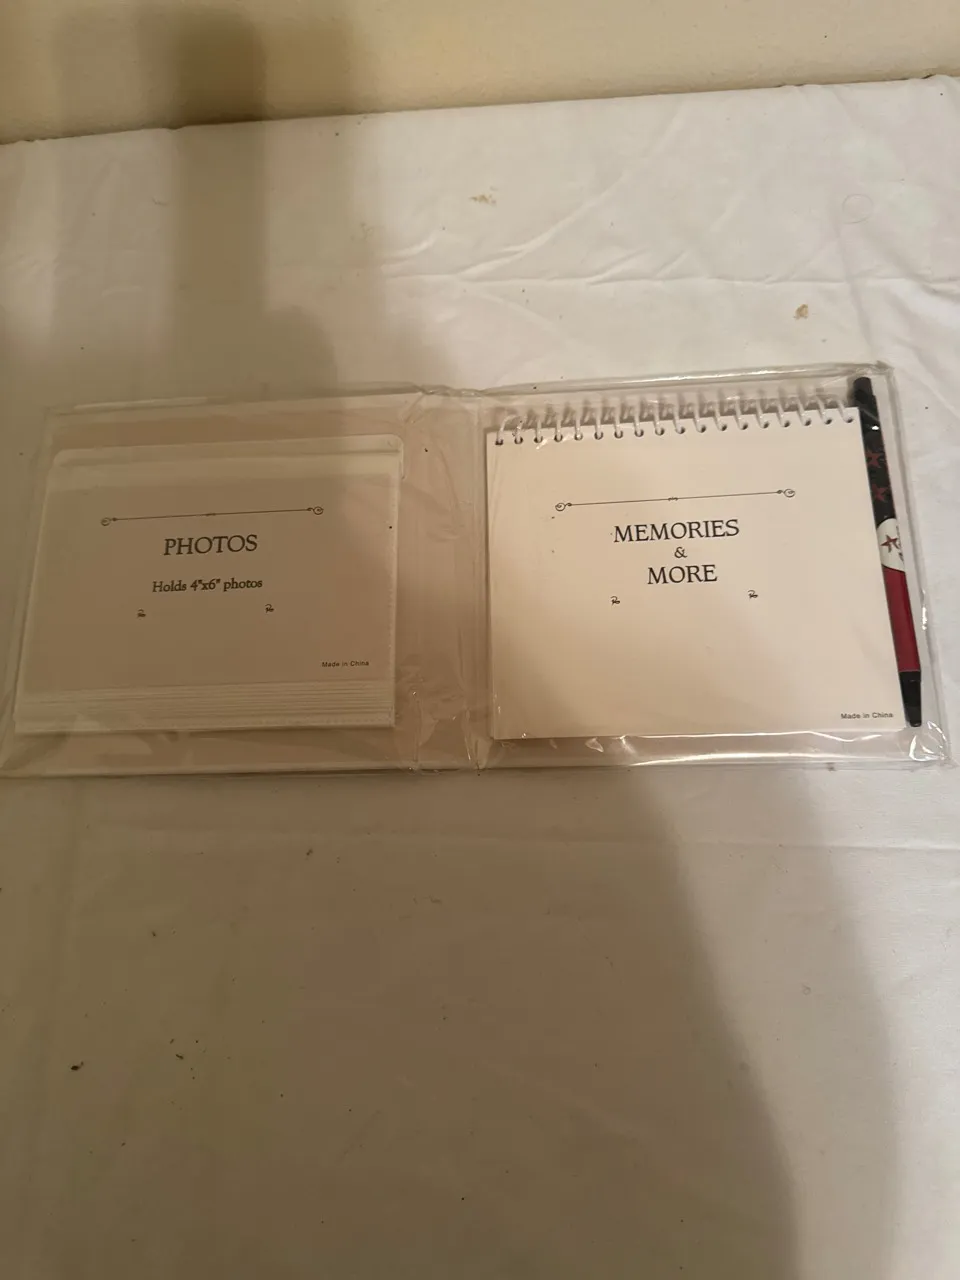 PHOTOS
Holds 4"x6" photos
Made in China
MEMORIES
&
MORE
Made in China